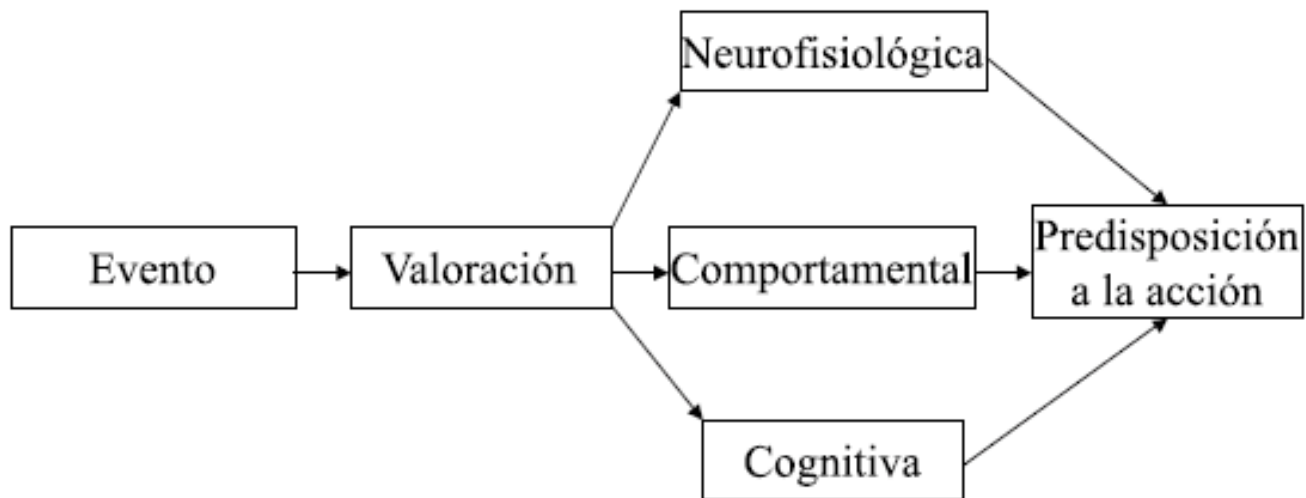 Neurofisiológica
Evento
Valoración
Comportamental
Predisposición
a la acción
Cognitiva